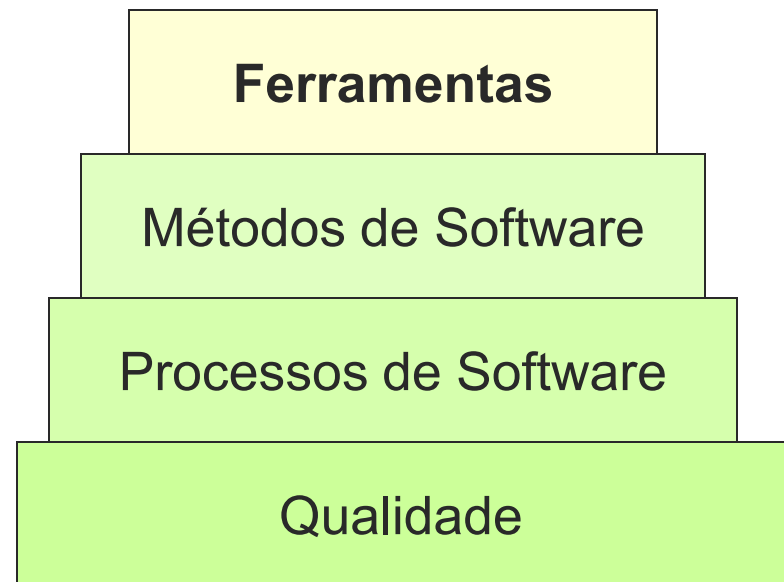 Ferramentas
Métodos de Software
Processos de Software
Qualidade